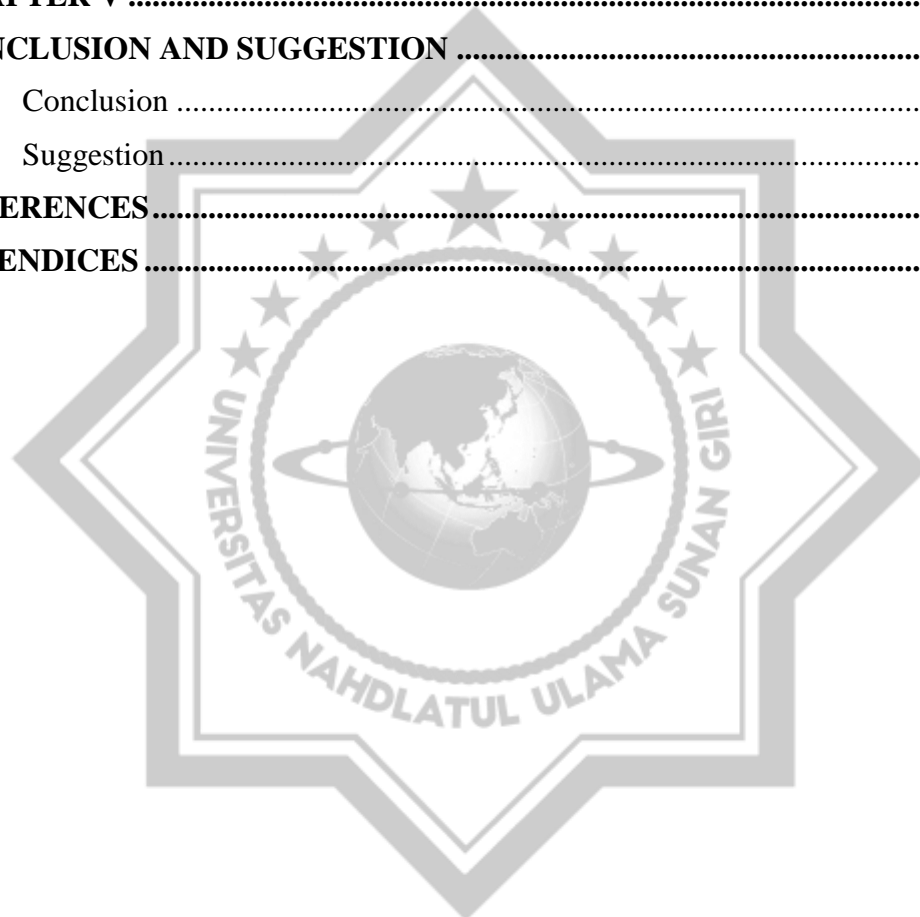 APTER V ........................................................................................
NCLUSION AND SUGGESTION ..................................................
Conclusion ................................................................................
Suggestion ................................................................................
ERENCES ......................................................................................
ENDICES .......................................................................................
UNIVERSITAS NAHDLATUL ULAMA SUNAN GIRI